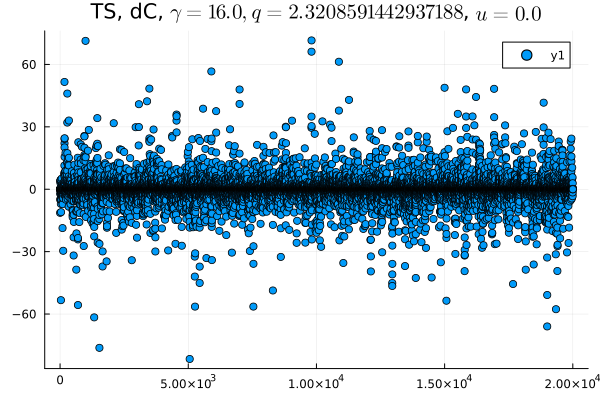 TS, dC, γ = 16.0, q = 2.3208591442937188, u = 0.0
y1
60
30
0
−30
−60
0 5.00×10³ 1.00×10⁴ 1.50×10⁴ 2.00×10⁴